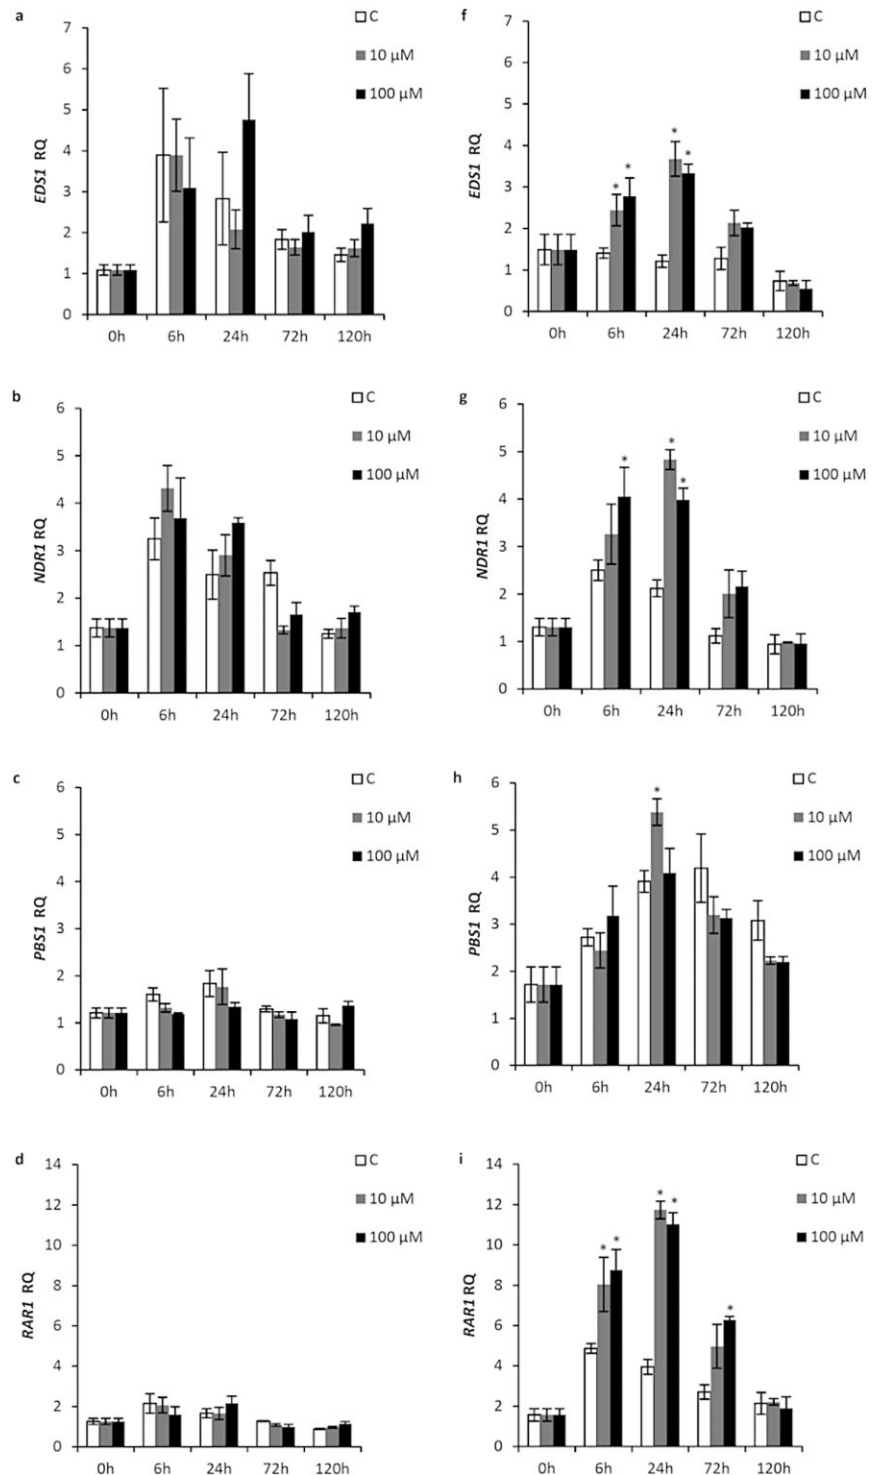 a
EDS1 RQ
7
6
5
4
3
2
1
0
0h 6h 24h 72h 120h
C
10 µM
100 µM
f
EDS1 RQ
7
6
5
4
3
2
1
0
* * * *
0h 6h 24h 72h 120h
C
10 µM
100 µM
b
NDR1 RQ
6
5
4
3
2
1
0
0h 6h 24h 72h 120h
C
10 µM
100 µM
g
NDR1 RQ
6
5
4
3
2
1
0
* * *
0h 6h 24h 72h 120h
C
10 µM
100 µM
c
PBS1 RQ
6
5
4
3
2
1
0
0h 6h 24h 72h 120h
C
10 µM
100 µM
h
PBS1 RQ
6
5
4
3
2
1
0
*
0h 6h 24h 72h 120h
C
10 µM
100 µM
d
RAR1 RQ
14
12
10
8
6
4
2
0
0h 6h 24h 72h 120h
C
10 µM
100 µM
i
RAR1 RQ
14
12
10
8
6
4
2
0
* * * * *
0h 6h 24h 72h 120h
C
10 µM
100 µM